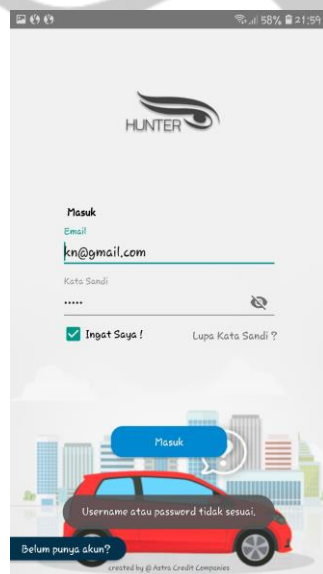 58% 21:59
HUNTER
Masuk
Email
kn@gmail.com
Kata Sandi
•••••
Ingat Saya ! Lupa Kata Sandi ?
Masuk
Username atau password tidak sesuai.
Belum punya akun?
created by @ Astra Credit Companies